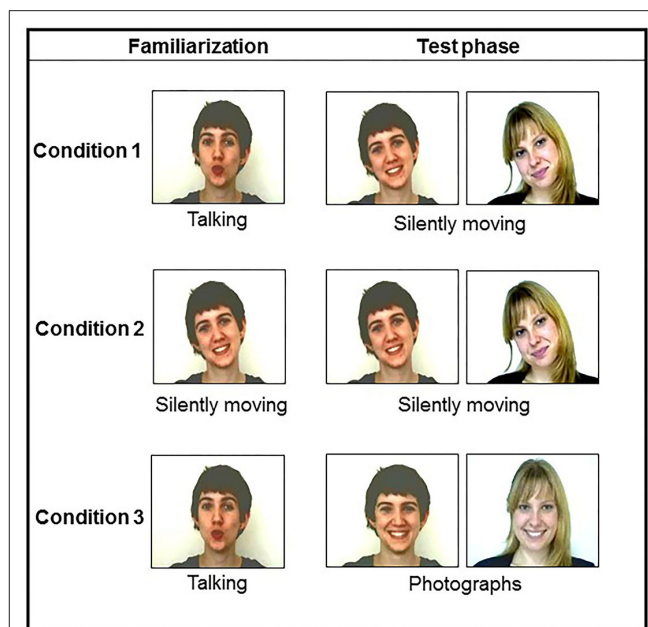 Familiarization Test phase
Condition 1
Talking Silently moving
Condition 2
Silently moving Silently moving
Condition 3
Talking Photographs